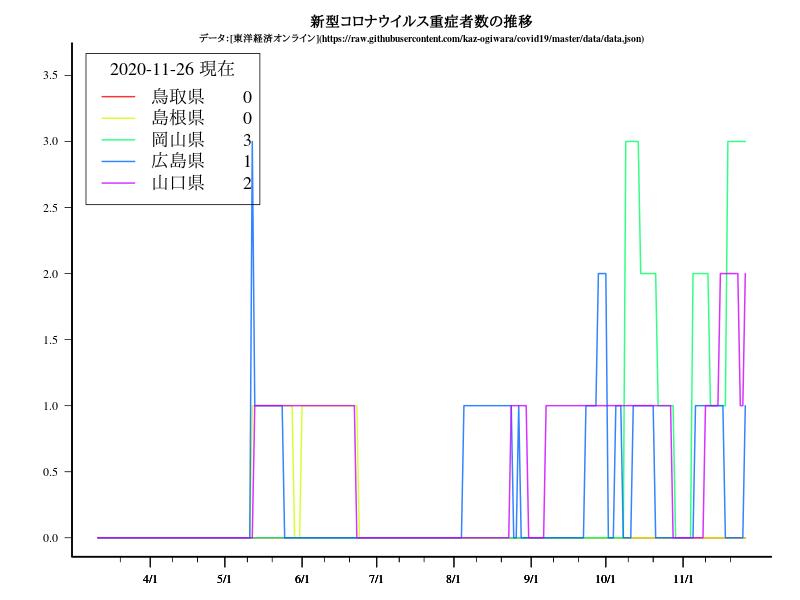 新型コロナウイルス重症者数の推移
データ:[東洋経済オンライン](https://raw.githubusercontent.com/kaz-ogiwara/covid19/master/data/data.json)
2020-11-26 現在
鳥取県 0
島根県 0
岡山県 3
広島県 1
山口県 2
3.5
3.0
2.5
2.0
1.5
1.0
0.5
0.0
4/1 5/1 6/1 7/1 8/1 9/1 10/1 11/1